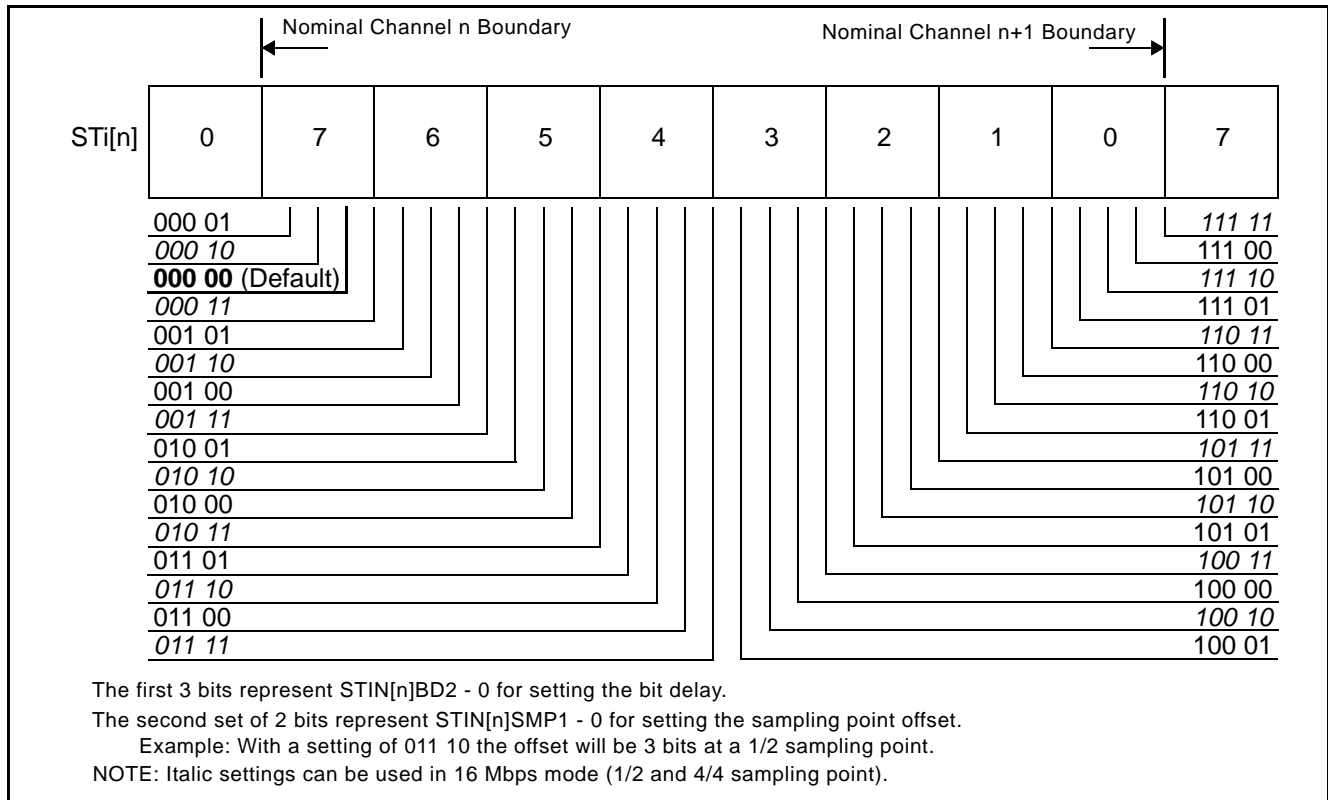 Nominal Channel n Boundary
Nominal Channel n+1 Boundary
STi[n] 0 7 6 5 4 3 2 1 0 7
000 01 111 11
000 10 111 00
000 00 (Default) 111 10
000 11 111 01
001 01 110 11
001 10 110 00
001 00 110 10
001 11 110 01
010 01 101 11
010 10 101 00
010 00 101 10
010 11 101 01
011 01 100 11
011 10 100 00
011 00 100 10
011 11 100 01
The first 3 bits represent STIN[n]BD2 - 0 for setting the bit delay.
The second set of 2 bits represent STIN[n]SMP1 - 0 for setting the sampling point offset.
Example: With a setting of 011 10 the offset will be 3 bits at a 1/2 sampling point.
NOTE: Italic settings can be used in 16 Mbps mode (1/2 and 4/4 sampling point).